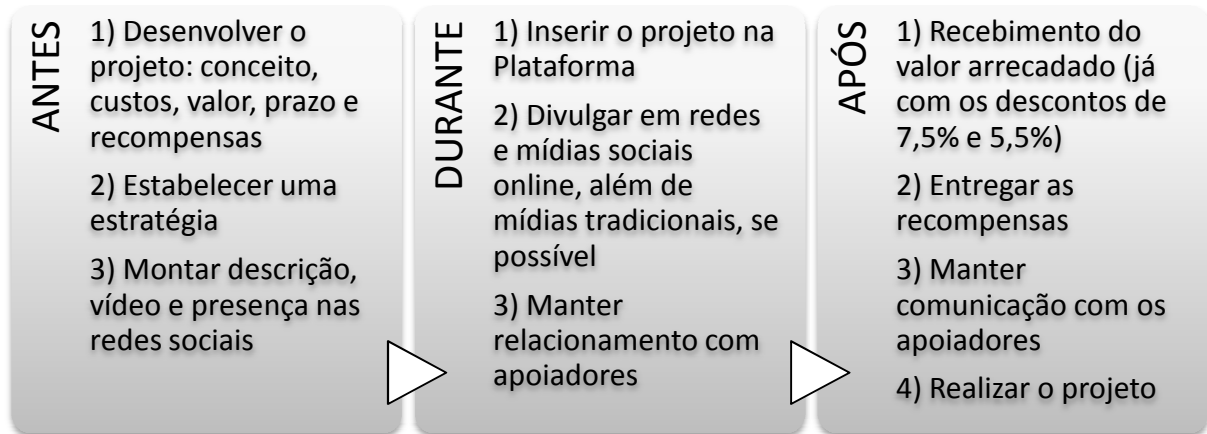 ANTES
1) Desenvolver o
projeto: conceito,
custos, valor, prazo e
recompensas
2) Estabelecer uma
estratégia
3) Montar descrição,
vídeo e presença nas
redes sociais
DURANTE
1) Inserir o projeto na
Plataforma
2) Divulgar em redes
e mídias sociais
online, além de
mídias tradicionais, se
possível
3) Manter
relacionamento com
apoiadores
APÓS
1) Recebimento do
valor arrecadado (já
com os descontos de
7,5% e 5,5%)
2) Entregar as
recompensas
3) Manter
comunicação com os
apoiadores
4) Realizar o projeto